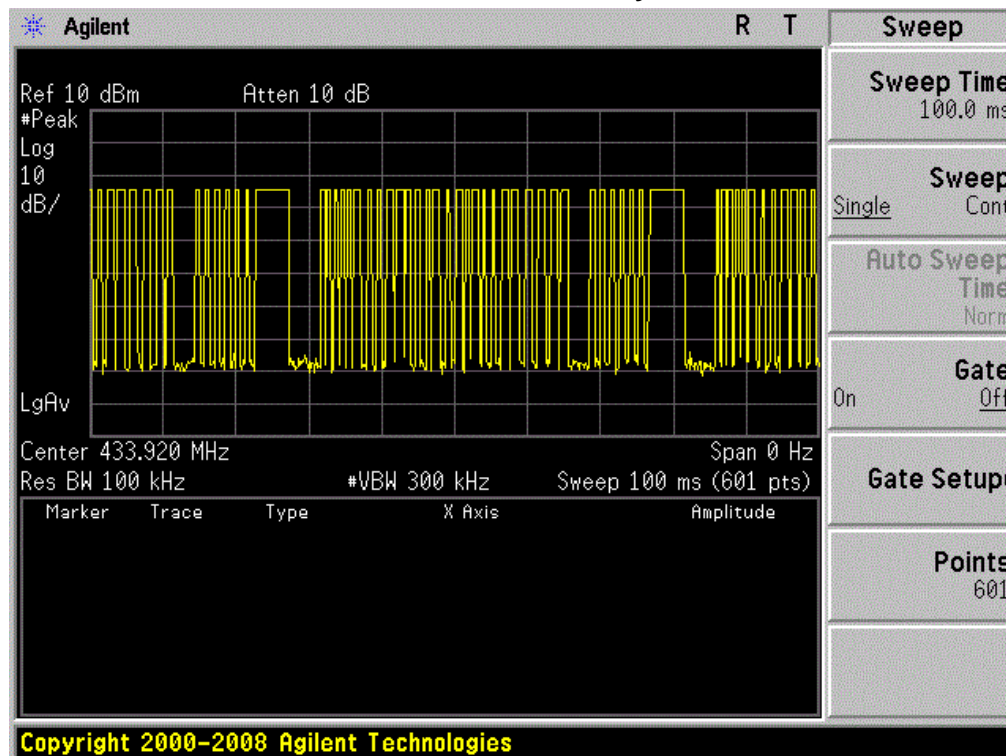 Agilent R T
Ref 10 dBm Atten 10 dB
#Peak
Log
10
dB/
LgAv
Center 433.920 MHz Span 0 Hz
Res BW 100 kHz #VBW 300 kHz Sweep 100 ms (601 pts)
Marker Trace Type X Axis Amplitude
Copyright 2000-2008 Agilent Technologies
Sweep
Sweep Time
100.0 ms
Sweep
Single Cont
Auto Sweep
Time
Norm
Gate
On Off
Gate Setup
Points
601